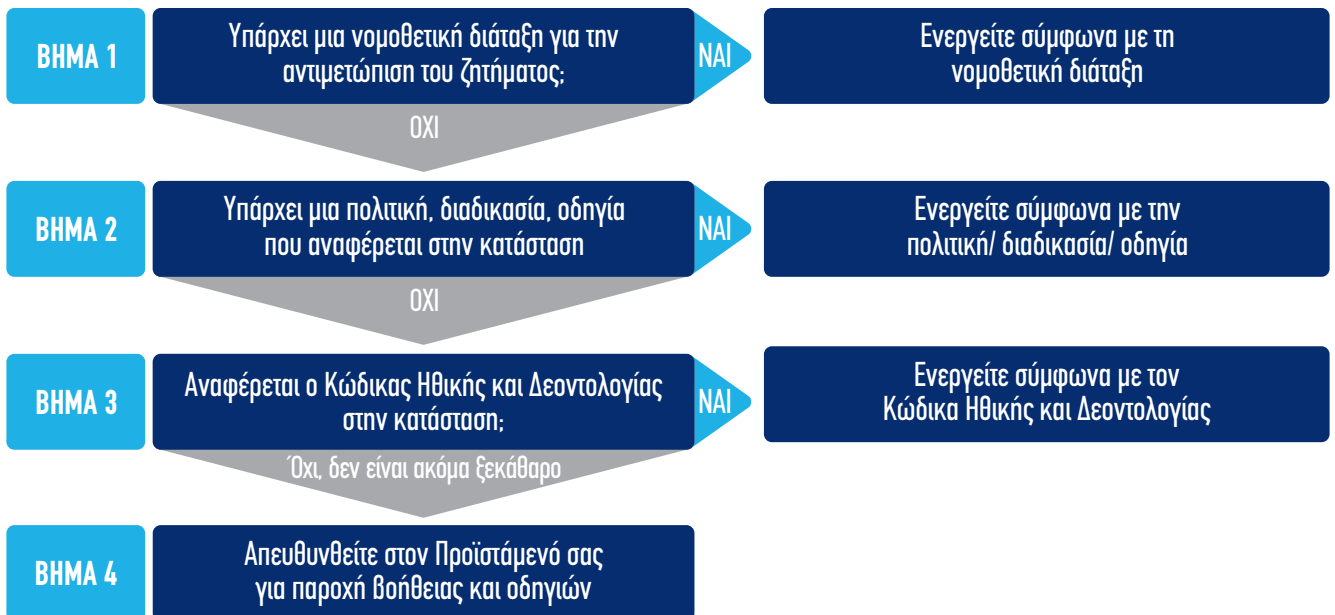 ΒΗΜΑ 1
Υπάρχει μια νομοθετική διάταξη για την
αντιμετώπιση του ζητήματος;
ΝΑΙ
Ενεργείτε σύμφωνα με τη
νομοθετική διάταξη
ΟΧΙ
ΒΗΜΑ 2
Υπάρχει μια πολιτική, διαδικασία, οδηγία
που αναφέρεται στην κατάσταση
ΝΑΙ
Ενεργείτε σύμφωνα με την
πολιτική/ διαδικασία/ οδηγία
ΟΧΙ
ΒΗΜΑ 3
Αναφέρεται ο Κώδικας Ηθικής και Δεοντολογίας
στην κατάσταση;
ΝΑΙ
Ενεργείτε σύμφωνα με τον
Κώδικα Ηθικής και Δεοντολογίας
Όχι, δεν είναι ακόμα ξεκάθαρο
ΒΗΜΑ 4
Απευθυνθείτε στον Προϊστάμενό σας
για παροχή βοήθειας και οδηγιών